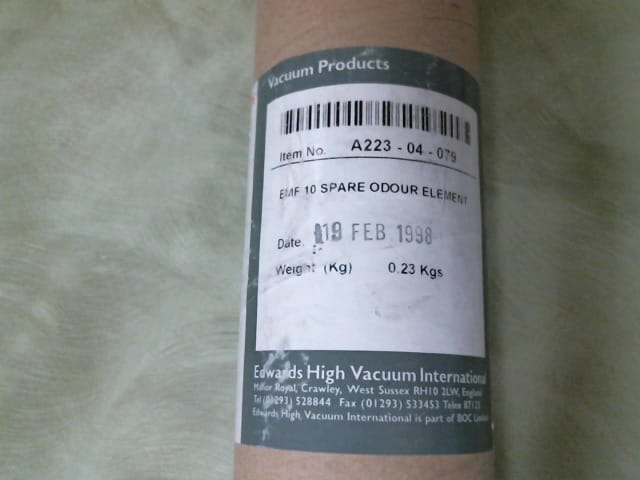 Vacuum Products
Item No. A223 - 04 - 079
EMF 10 SPARE ODOUR ELEMENT
Date. 19 FEB 1998
Weight (Kg) 0.23 Kgs
Edwards High Vacuum International
Manor Royal, Crawley, West Sussex RH10 2LW, England
Tel (01293) 528844 Fax (01293) 533453 Telex 87123
Edwards High Vacuum International is part of BOC